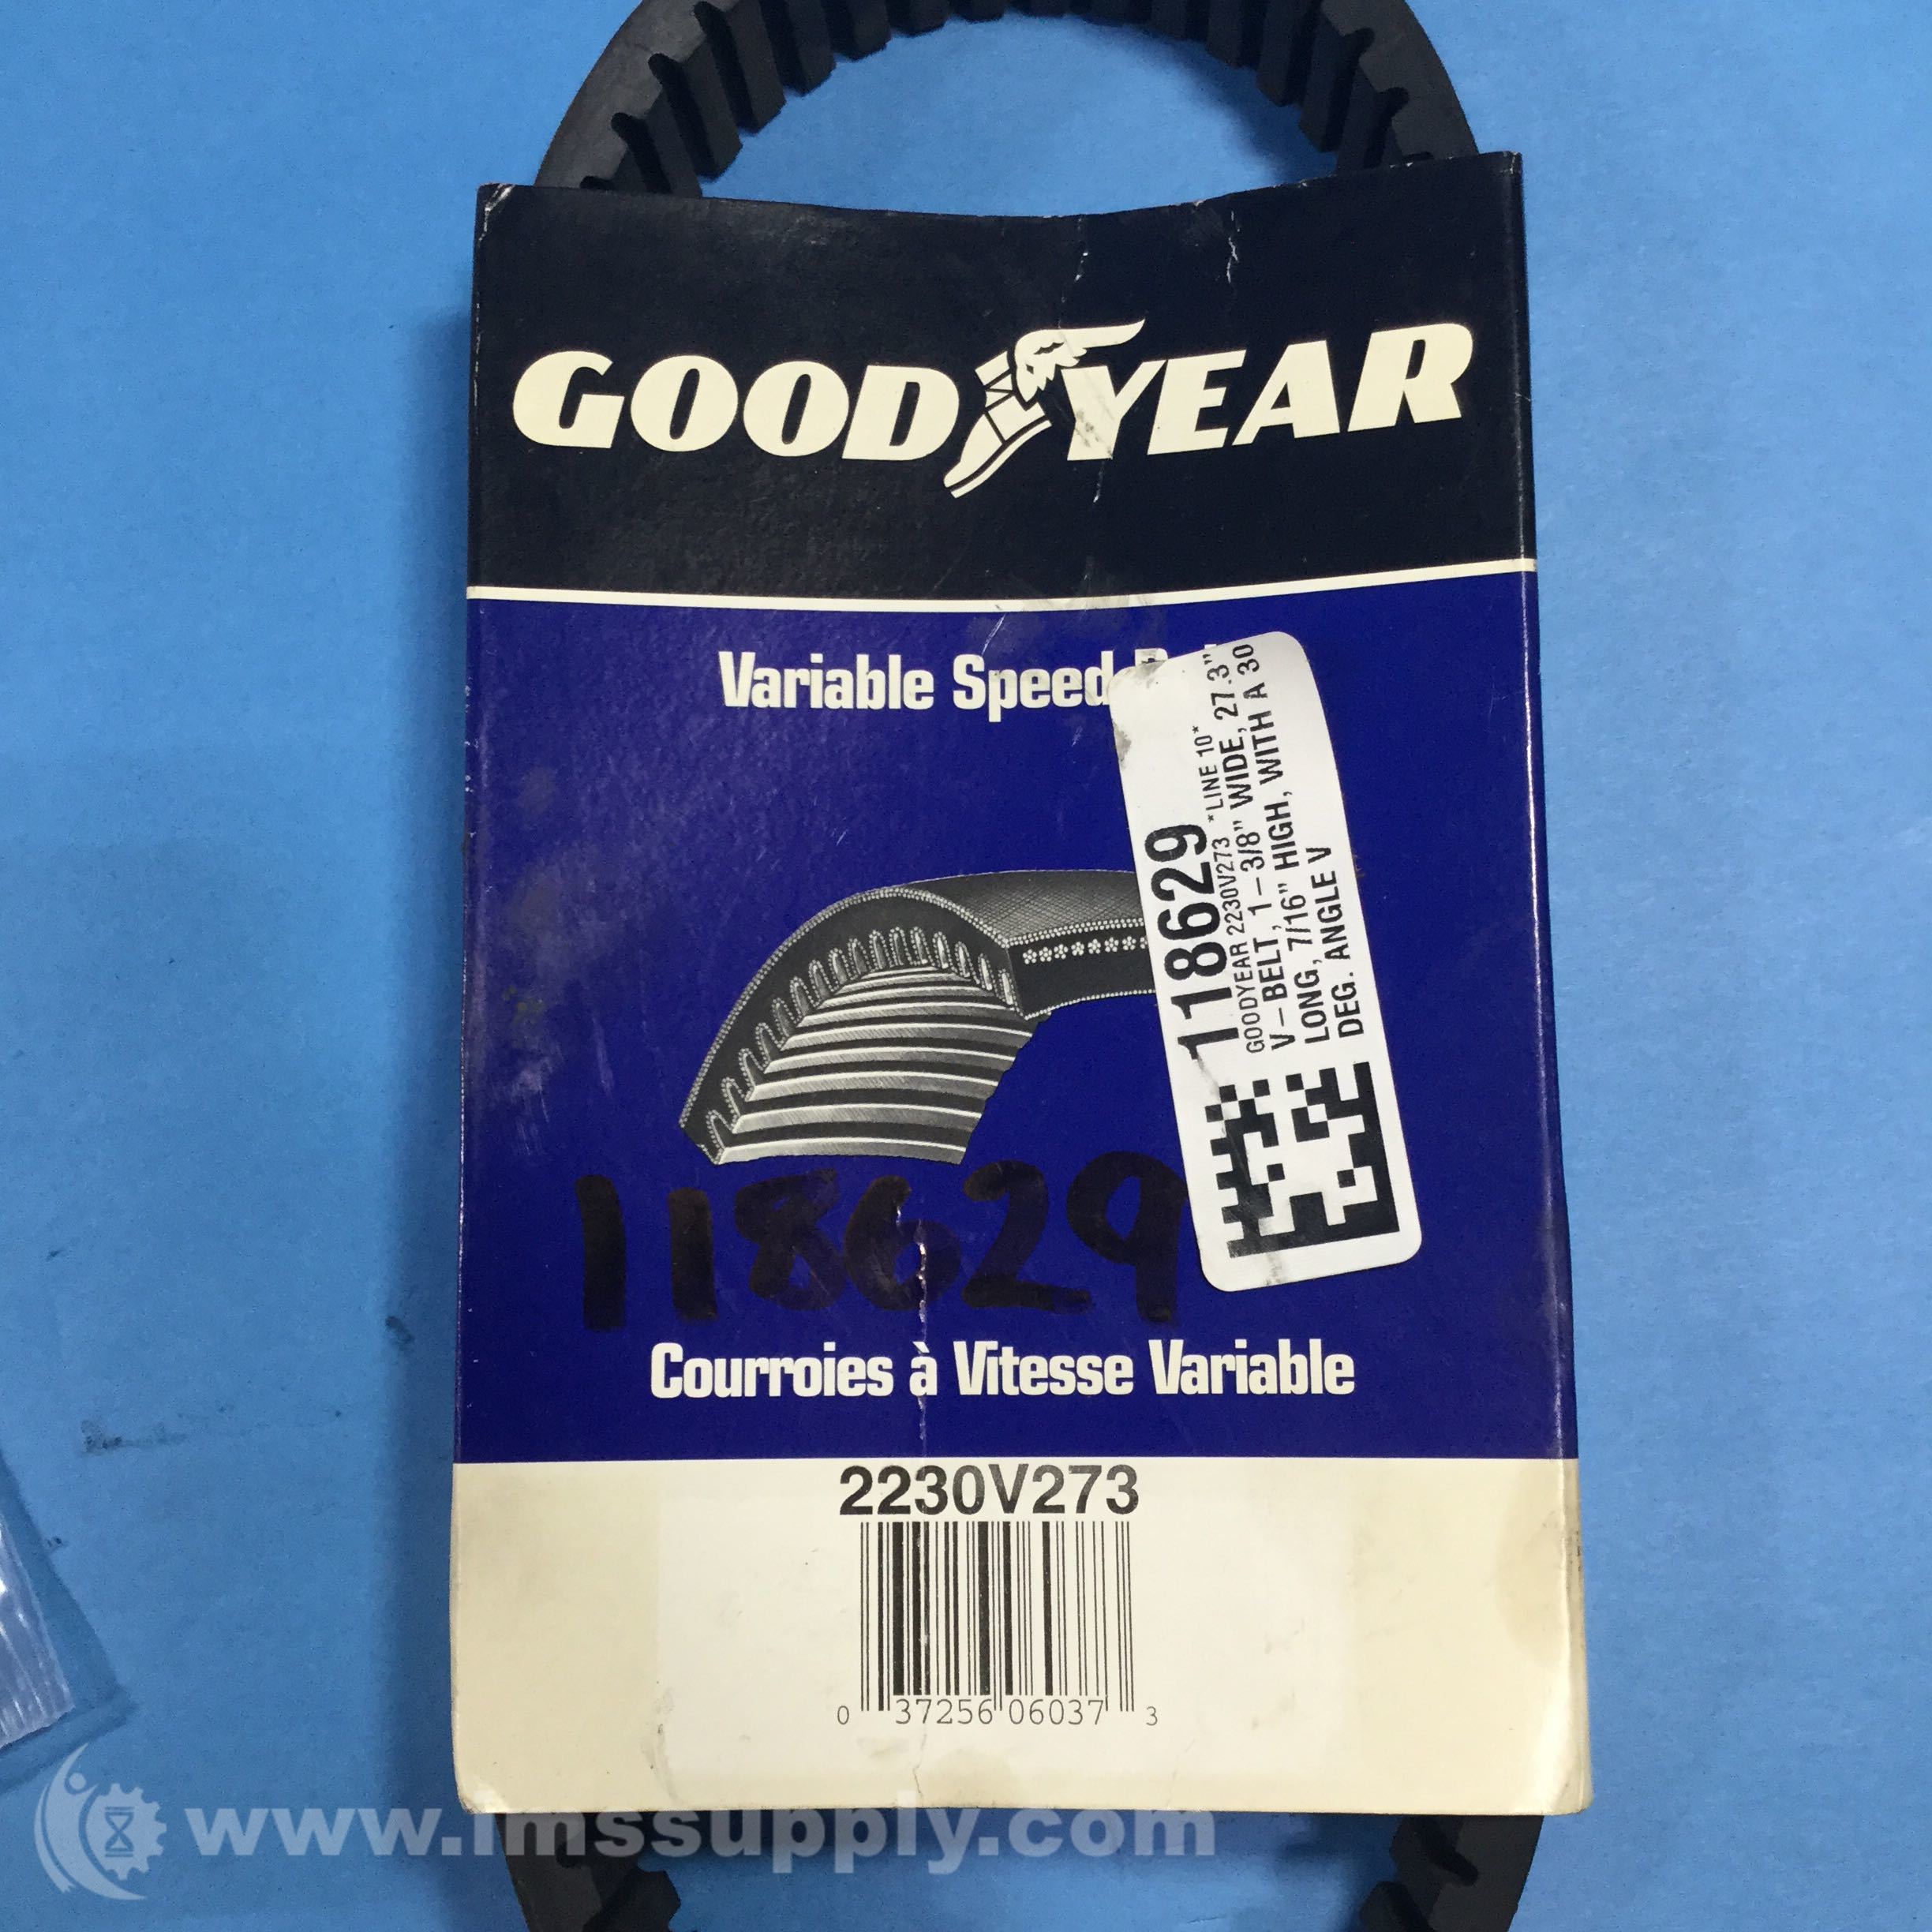 GOODYEAR
Variable Speed
118629
GOODYEAR 2230V273 *LINE 10*
V-BELT, 1-3/8" WIDE, 27.3"
LONG, 7/16" HIGH, WITH A 30
DEG. ANGLE V
118629
Courroies à Vitesse Variable
2230V273
0 37256 06037 3
www.imssupply.com